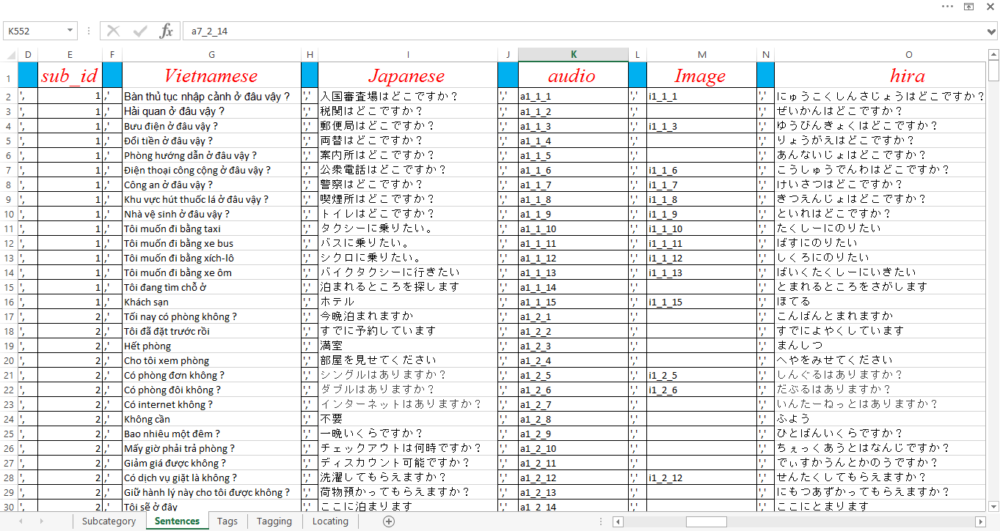 K552 fx a7_2_14
D E F G H I J K L M N O
1 sub_id Vietnamese Japanese audio Image hira
2 ', 1 ,' Bàn thủ tục nhập cảnh ở đâu vậy ? ',' 入国審査場はどこですか？ ',' a1_1_1 ',' i1_1_1 ',' にゅうこくしんさじょうはどこですか？
3 ', 1 ,' Hải quan ở đâu vậy ? ',' 税関はどこですか？ ',' a1_1_2 ',' ',' ぜいかんはどこですか？
4 ', 1 ,' Bưu điện ở đâu vậy ? ',' 郵便局はどこですか？ ',' a1_1_3 ',' i1_1_3 ',' ゆうびんきょくはどこですか？
5 ', 1 ,' Đổi tiền ở đâu vậy ? ',' 両替はどこですか？ ',' a1_1_4 ',' ',' りょうがえはどこですか？
6 ', 1 ,' Phòng hướng dẫn ở đâu vậy ? ',' 案内所はどこですか？ ',' a1_1_5 ',' ',' あんないじょはどこですか？
7 ', 1 ,' Điện thoại công cộng ở đâu vậy ? ',' 公衆電話はどこですか？ ',' a1_1_6 ',' i1_1_6 ',' こうしゅうでんわはどこですか？
8 ', 1 ,' Công an ở đâu vậy ? ',' 警察はどこですか？ ',' a1_1_7 ',' i1_1_7 ',' けいさつはどこですか？
9 ', 1 ,' Khu vực hút thuốc lá ở đâu vậy ? ',' 喫煙所はどこですか？ ',' a1_1_8 ',' i1_1_8 ',' きつえんじょはどこですか？
10 ', 1 ,' Nhà vệ sinh ở đâu vậy ? ',' トイレはどこですか？ ',' a1_1_9 ',' i1_1_9 ',' といれはどこですか？
11 ', 1 ,' Tôi muốn đi bằng taxi ',' タクシーに乗りたい。 ',' a1_1_10 ',' i1_1_10 ',' たくしーにのりたい
12 ', 1 ,' Tôi muốn đi bằng xe bus ',' バスに乗りたい。 ',' a1_1_11 ',' i1_1_11 ',' ばすにのりたい
13 ', 1 ,' Tôi muốn đi bằng xích-lô ',' シクロに乗りたい。 ',' a1_1_12 ',' i1_1_12 ',' しくろにのりたい
14 ', 1 ,' Tôi muốn đi bằng xe ôm ',' バイクタクシーに行きたい ',' a1_1_13 ',' i1_1_13 ',' ばいくたくしーにいきたい
15 ', 1 ,' Tôi đang tìm chỗ ở ',' 泊まれるところを探します ',' a1_1_14 ',' ',' とまれるところをさがします
16 ', 1 ,' Khách sạn ',' ホテル ',' a1_1_15 ',' i1_1_15 ',' ほてる
17 ', 2 ,' Tối nay có phòng không ? ',' 今晩泊まれますか ',' a1_2_1 ',' ',' こんばんとまれますか
18 ', 2 ,' Tôi đã đặt trước rồi ',' すでに予約しています ',' a1_2_2 ',' ',' すでによやくしています
19 ', 2 ,' Hết phòng ',' 満室 ',' a1_2_3 ',' ',' まんしつ
20 ', 2 ,' Cho tôi xem phòng ',' 部屋を見せてください ',' a1_2_4 ',' ',' へやをみせてください
21 ', 2 ,' Có phòng đơn không ? ',' シングルはありますか？ ',' a1_2_5 ',' i1_2_5 ',' しんぐるはありますか？
22 ', 2 ,' Có phòng đôi không ? ',' ダブルはありますか？ ',' a1_2_6 ',' i1_2_6 ',' だぶるはありますか？
23 ', 2 ,' Có internet không ? ',' インターネットはありますか？ ',' a1_2_7 ',' ',' いんたーねっとはありますか？
24 ', 2 ,' Không cần ',' 不要 ',' a1_2_8 ',' ',' ふよう
25 ', 2 ,' Bao nhiêu một đêm ? ',' 一晩いくらですか？ ',' a1_2_9 ',' ',' ひとばんいくらですか？
26 ', 2 ,' Mấy giờ phải trả phòng ? ',' チェックアウトは何時ですか？ ',' a1_2_10 ',' ',' ちぇっくあうとはなんじですか？
27 ', 2 ,' Giảm giá được không ? ',' ディスカウント可能ですか？ ',' a1_2_11 ',' ',' でぃすかうんとかのうですか？
28 ', 2 ,' Có dịch vụ giặt là không ? ',' 洗濯してもらえますか？ ',' a1_2_12 ',' i1_2_12 ',' せんたくしてもらえますか？
29 ', 2 ,' Giữ hành lý này cho tôi được không ? ',' 荷物預かってもらえますか？ ',' a1_2_13 ',' ',' にもつあずかってもらえますか？
30 ', 2 ,' Tôi sẽ ở đây ',' ここに泊まります ',' a1_2_14 ',' ',' ここにとまります
Subcategory Sentences Tags Tagging Locating